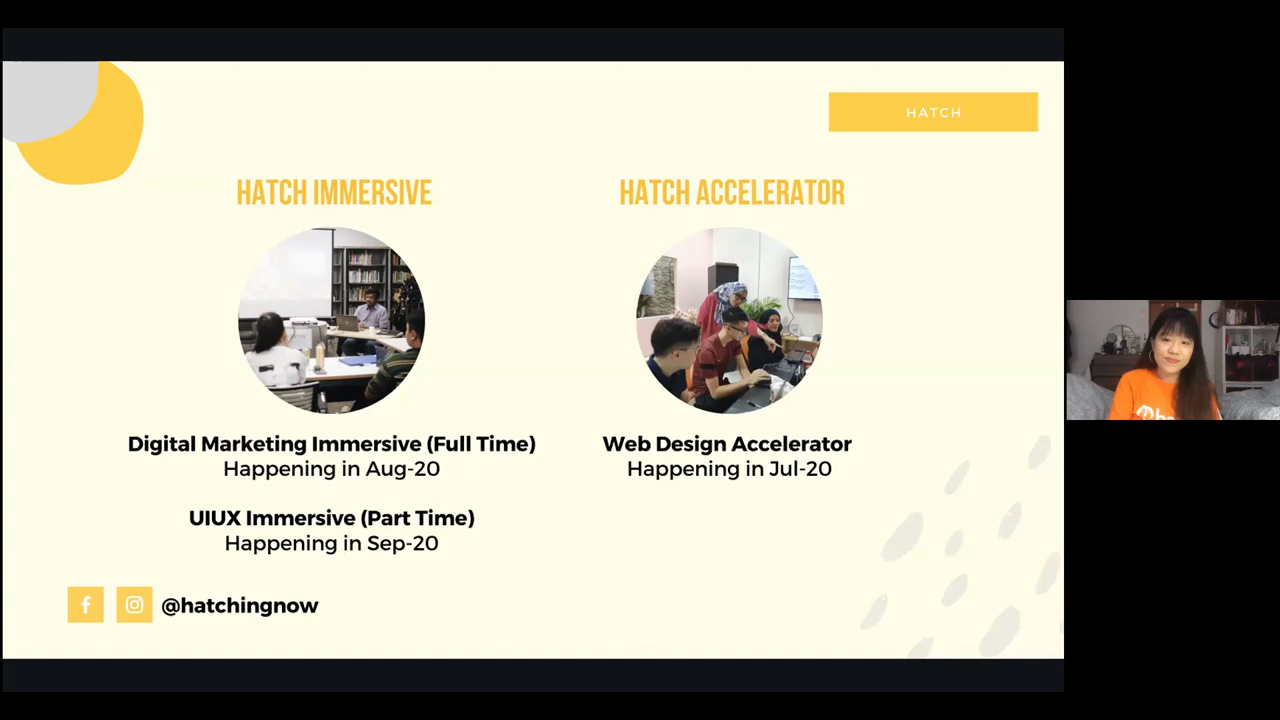 HATCH
HATCH IMMERSIVE
HATCH ACCELERATOR
Digital Marketing Immersive (Full Time)
Happening in Aug-20
UIUX Immersive (Part Time)
Happening in Sep-20
Web Design Accelerator
Happening in Jul-20
@hatchingnow